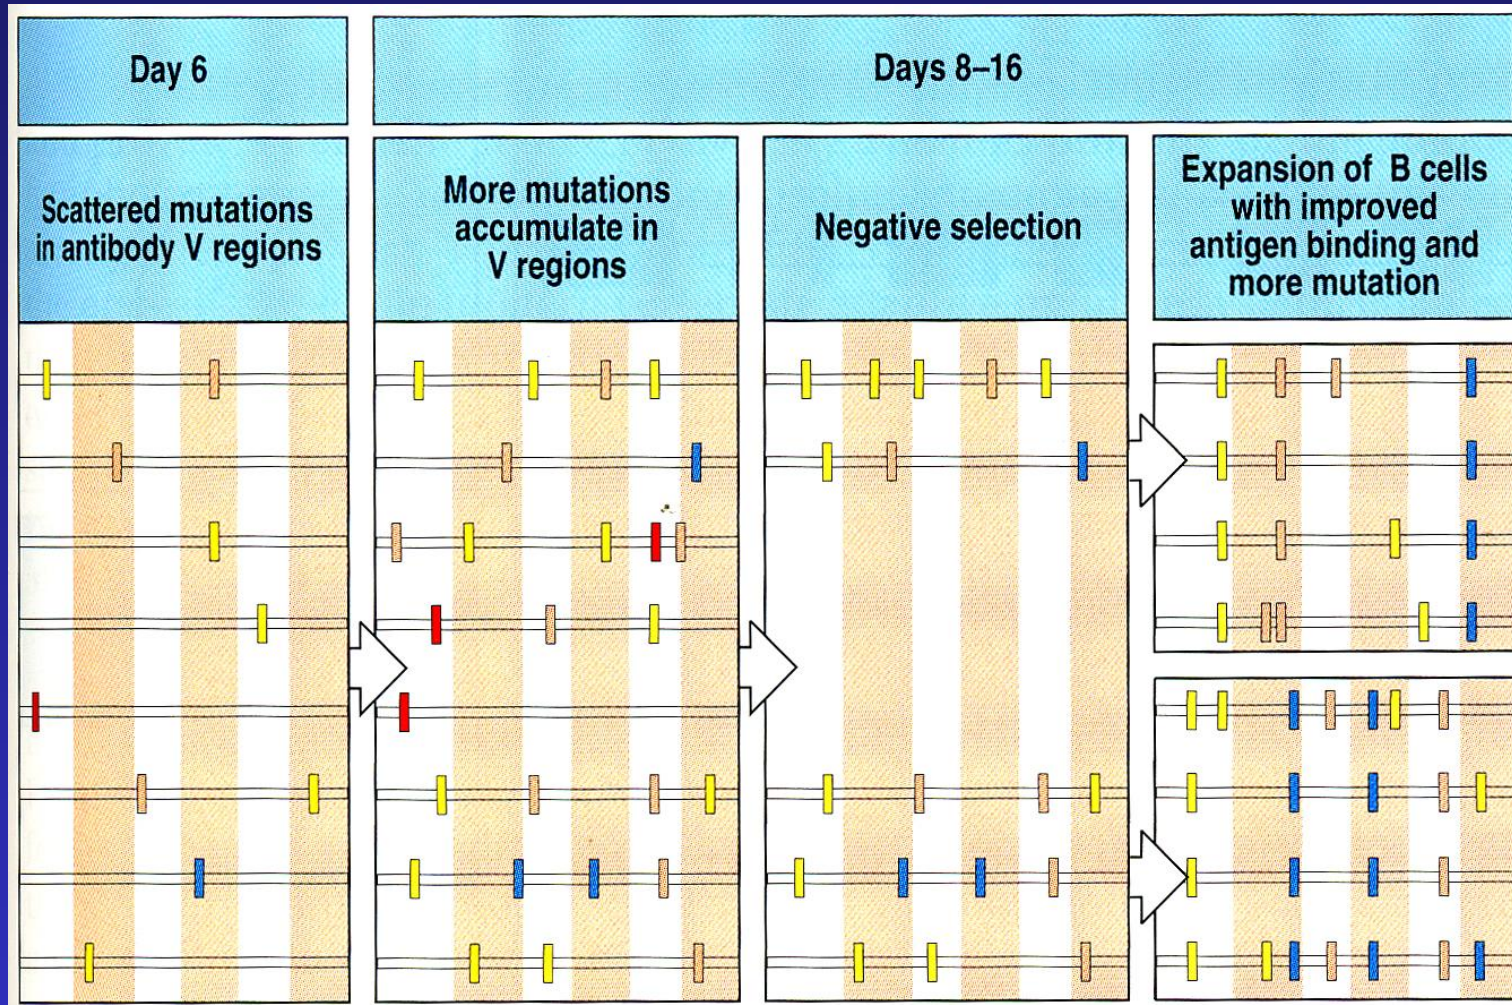 Day 6
Days 8–16
Scattered mutations
in antibody V regions
More mutations
accumulate in
V regions
Negative selection
Expansion of B cells
with improved
antigen binding and
more mutation